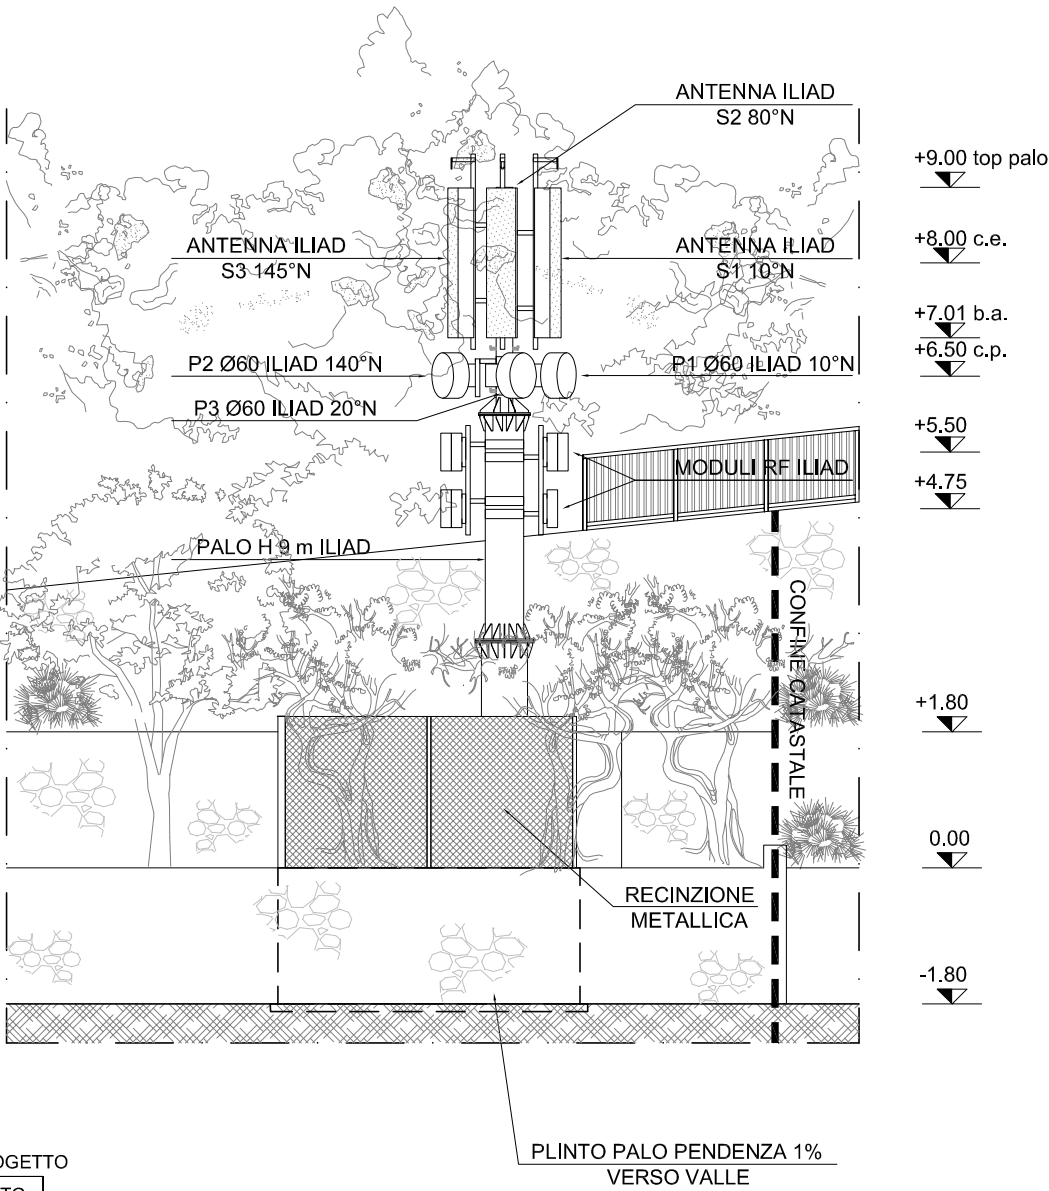 ANTENNA ILIAD
S2 80°N
+9.00 top palo
ANTENNA ILIAD
S3 145°N
ANTENNA ILIAD
S1 10°N
+8.00 c.e.
+7.01 b.a.
+6.50 c.p.
P2 Ø60 ILIAD 140°N
P1 Ø60 ILIAD 10°N
P3 Ø60 ILIAD 20°N
+5.50
MODULI RF ILIAD
+4.75
PALO H 9 m ILIAD
CONFINE CATASTALE
+1.80
0.00
RECINZIONE
METALLICA
-1.80
PLINTO PALO PENDENZA 1%
VERSO VALLE